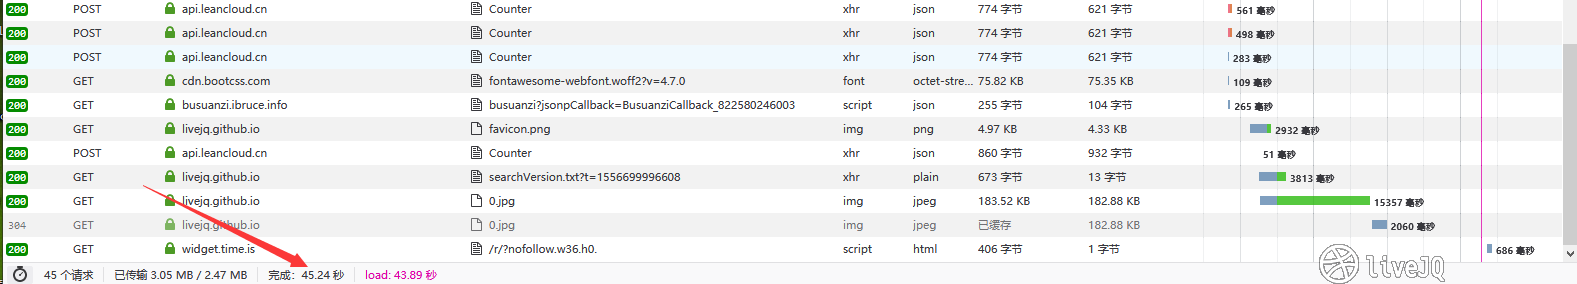 200 POST api.leancloud.cn Counter xhr json 774 字节 621 字节 561 毫秒
200 POST api.leancloud.cn Counter xhr json 774 字节 621 字节 498 毫秒
200 POST api.leancloud.cn Counter xhr json 774 字节 621 字节 283 毫秒
200 GET cdn.bootcss.com fontawesome-webfont.woff2?v=4.7.0 font octet-stre... 75.82 KB 75.35 KB 109 毫秒
200 GET busuanzi.ibruce.info busuanzi?jsonpCallback=BusuanziCallback_822580246003 script json 255 字节 104 字节 265 毫秒
200 GET livejq.github.io favicon.png img png 4.97 KB 4.33 KB 2932 毫秒
200 POST api.leancloud.cn Counter xhr json 860 字节 932 字节 51 毫秒
200 GET livejq.github.io searchVersion.txt?t=1556699996608 xhr plain 673 字节 13 字节 3813 毫秒
200 GET livejq.github.io 0.jpg img jpeg 183.52 KB 182.88 KB 15357 毫秒
304 GET livejq.github.io 0.jpg img jpeg 已缓存 182.88 KB 2060 毫秒
200 GET widget.time.is /r/?nofollow.w36.h0. script html 406 字节 1 字节 686 毫秒
45 个请求 已传输 3.05 MB / 2.47 MB 完成: 45.24 秒 load: 43.89 秒
liveJQ